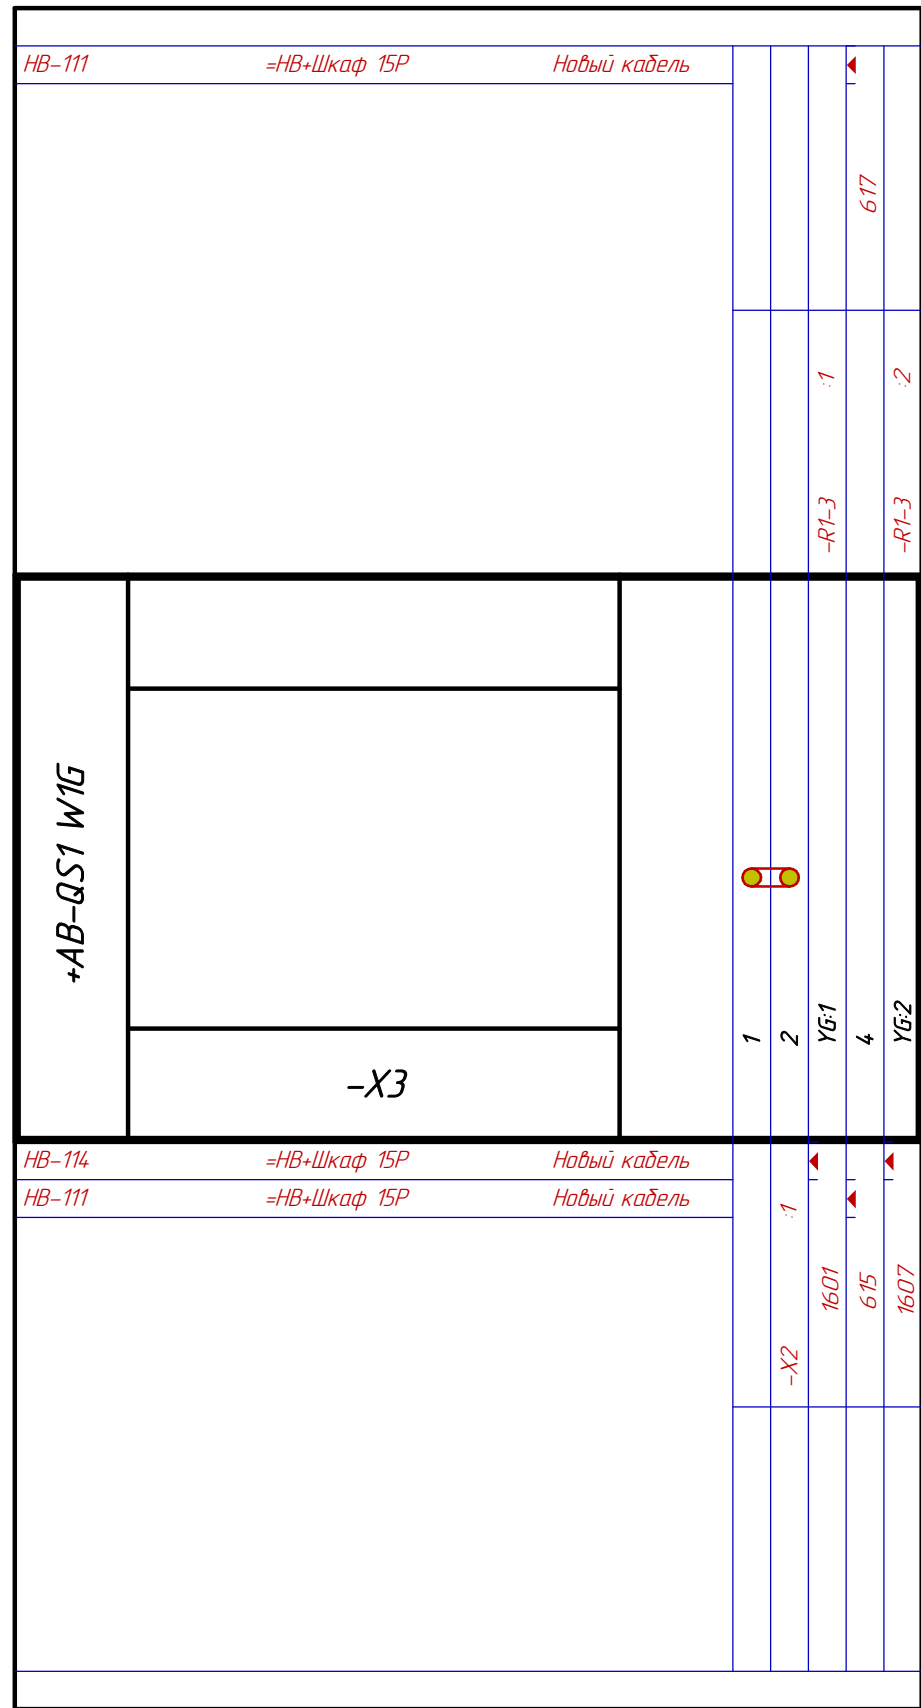 НВ-111 =НВ+Шкаф 15Р Новый кабель
617
:1 :2
-R1-3 -R1-3
+АВ-QS1 W1G
-X3
1 2 YG:1 4 YG:2
НВ-114 =НВ+Шкаф 15Р Новый кабель
НВ-111 =НВ+Шкаф 15Р Новый кабель
:1
1601 615 1607
-X2